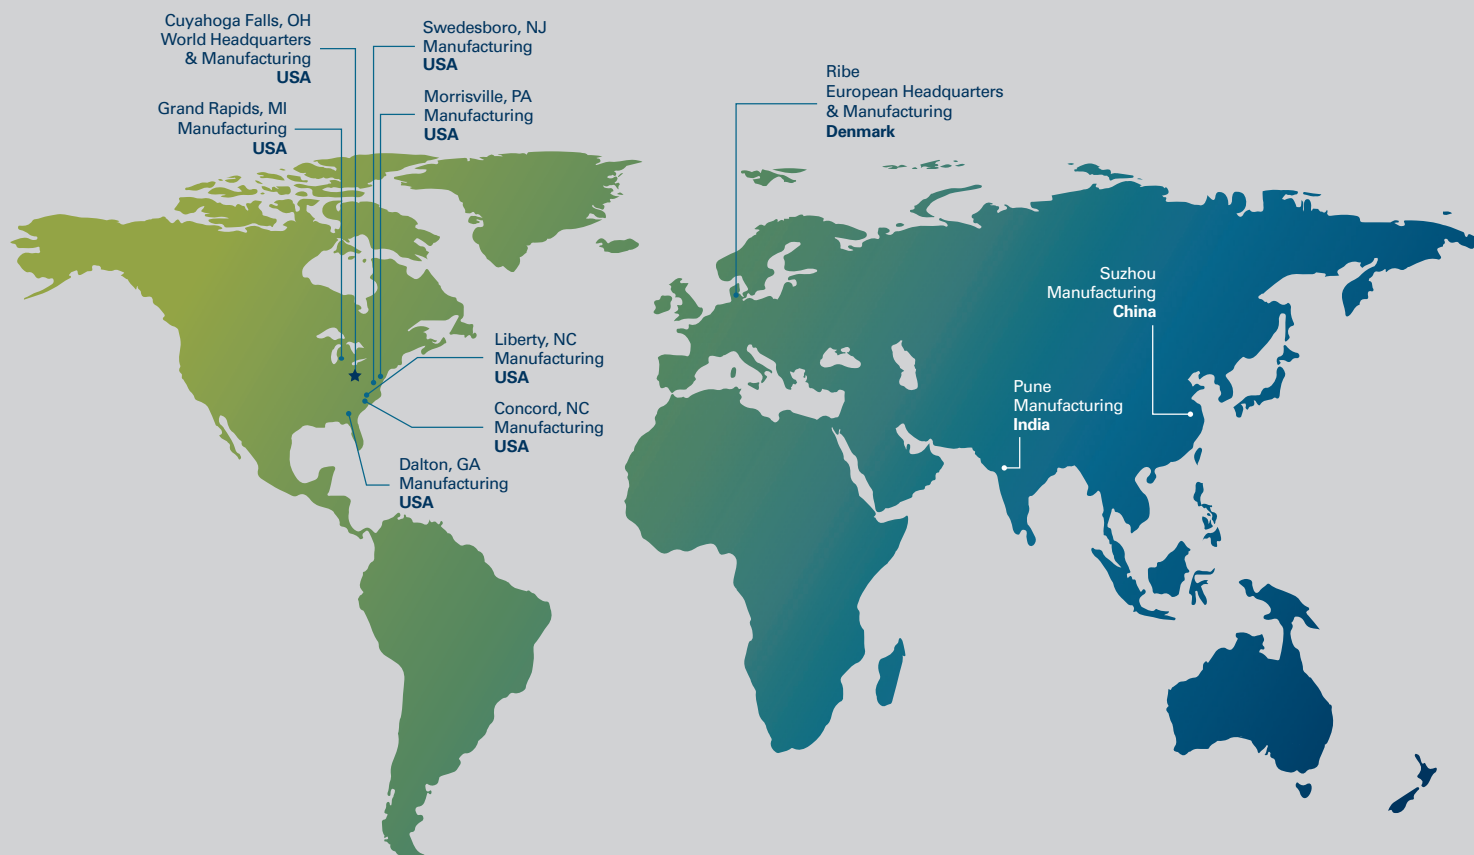 Cuyahoga Falls, OH
World Headquarters
& Manufacturing
USA
Grand Rapids, MI
Manufacturing
USA
Swedesboro, NJ
Manufacturing
USA
Morrisville, PA
Manufacturing
USA
Ribe
European Headquarters
& Manufacturing
Denmark
Suzhou
Manufacturing
China
Liberty, NC
Manufacturing
USA
Pune
Manufacturing
India
Concord, NC
Manufacturing
USA
Dalton, GA
Manufacturing
USA